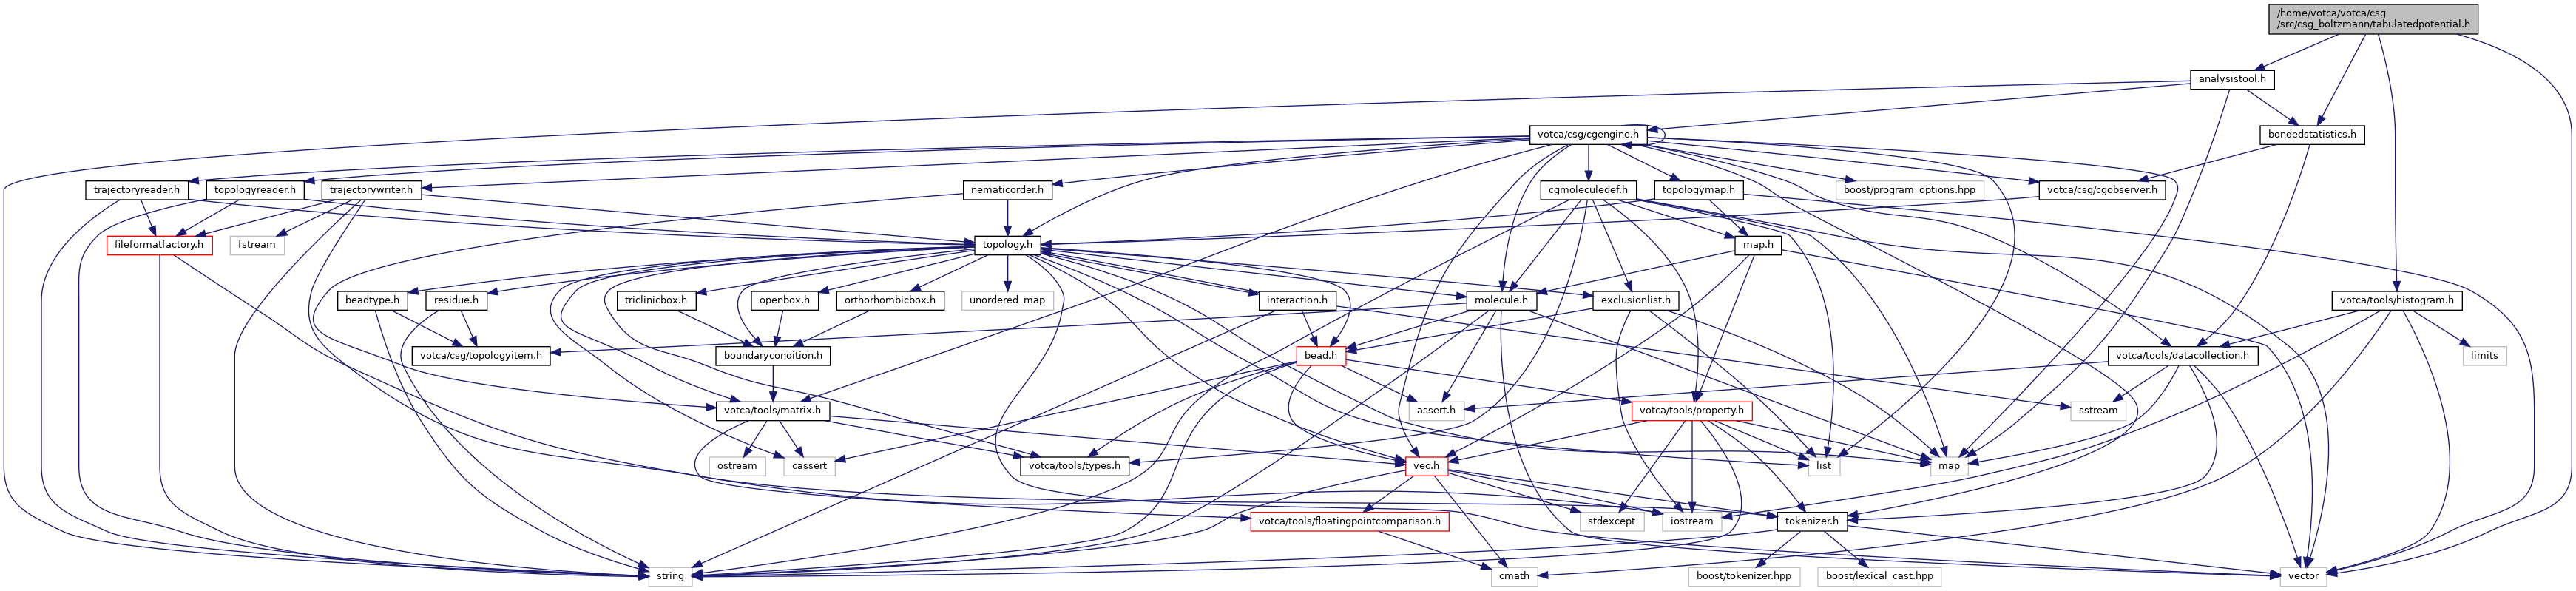 /home/votca/votca/csg
/src/csg_boltzmann/tabulatedpotential.h
analysistool.h
votca/csg/cgengine.h
bondedstatistics.h
trajectoryreader.h
topologyreader.h
trajectorywriter.h
nematicorder.h
cgmoleculedef.h
topologymap.h
boost/program_options.hpp
votca/csg/cgobserver.h
fileformatfactory.h
fstream
topology.h
map.h
beadtype.h
residue.h
triclinicbox.h
openbox.h
orthorhombicbox.h
unordered_map
interaction.h
molecule.h
exclusionlist.h
votca/tools/histogram.h
votca/csg/topologyitem.h
boundarycondition.h
bead.h
votca/tools/datacollection.h
limits
votca/tools/matrix.h
assert.h
votca/tools/property.h
sstream
ostream
cassert
votca/tools/types.h
vec.h
list
map
votca/tools/floatingpointcomparison.h
stdexcept
iostream
tokenizer.h
string
cmath
boost/tokenizer.hpp
boost/lexical_cast.hpp
vector